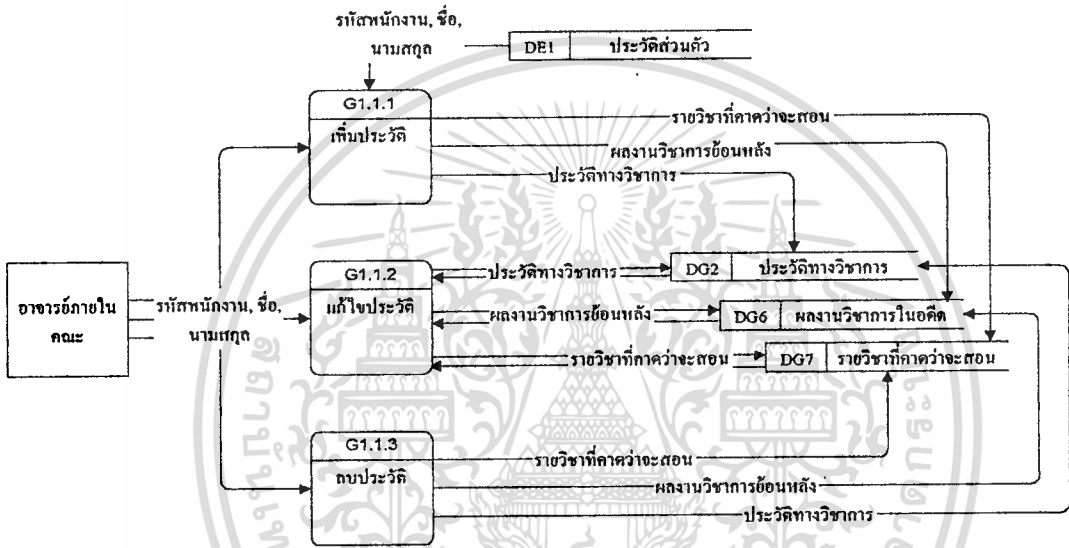 รหัสพนักงาน, ชื่อ,
นามสกุล
DE1 ประวัติส่วนตัว
G1.1.1
เพิ่มประวัติ
รายวิชาที่คาดว่าจะสอน
ผลงานวิชาการย้อนหลัง
ประวัติทางวิชาการ
อาจารย์ภายใน
คณะ
รหัสพนักงาน, ชื่อ,
นามสกุล
G1.1.2
แก้ไขประวัติ
ประวัติทางวิชาการ
DG2 ประวัติทางวิชาการ
ผลงานวิชาการย้อนหลัง
DG6 ผลงานวิชาการในอดีต
รายวิชาที่คาดว่าจะสอน
DG7 รายวิชาที่คาดว่าจะสอน
G1.1.3
ลบประวัติ
รายวิชาที่คาดว่าจะสอน
ผลงานวิชาการย้อนหลัง
ประวัติทางวิชาการ